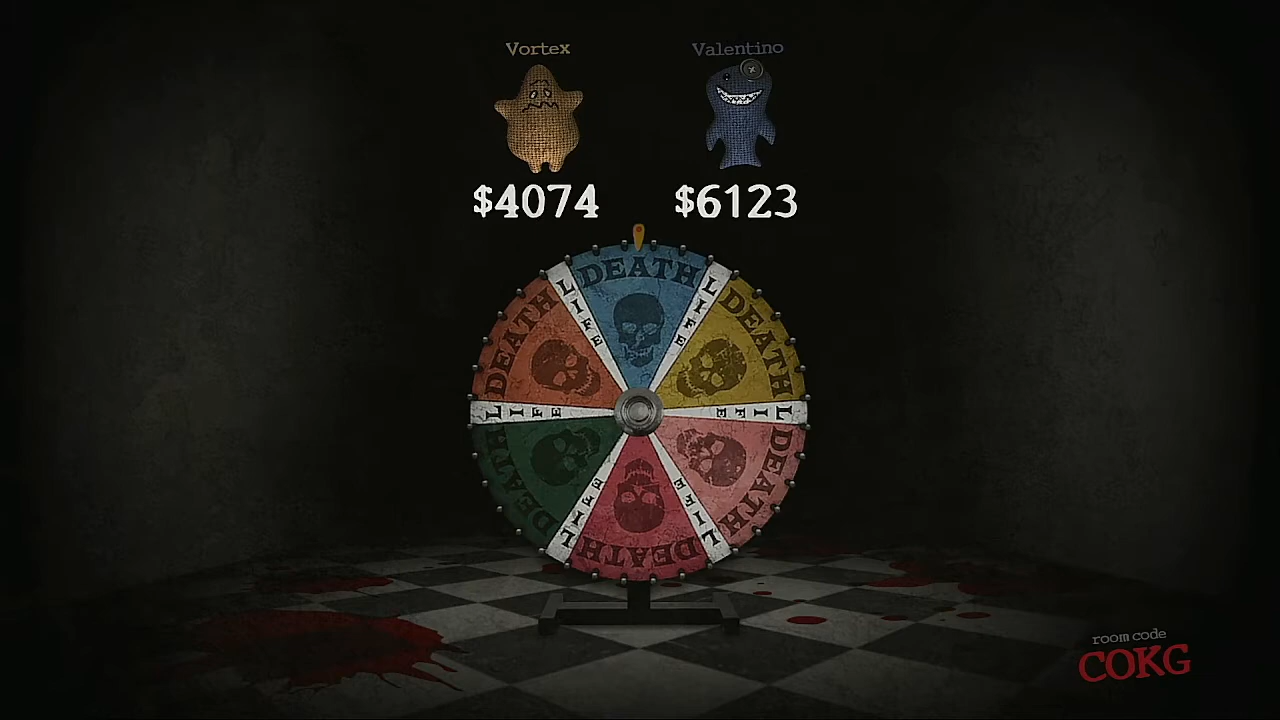 Vortex
Valentino
$4074
$6123
DEATH
LIFE
DEATH
LIFE
DEATH
LIFE
DEATH
LIFE
DEATH
LIFE
DEATH
LIFE
room code
COKG